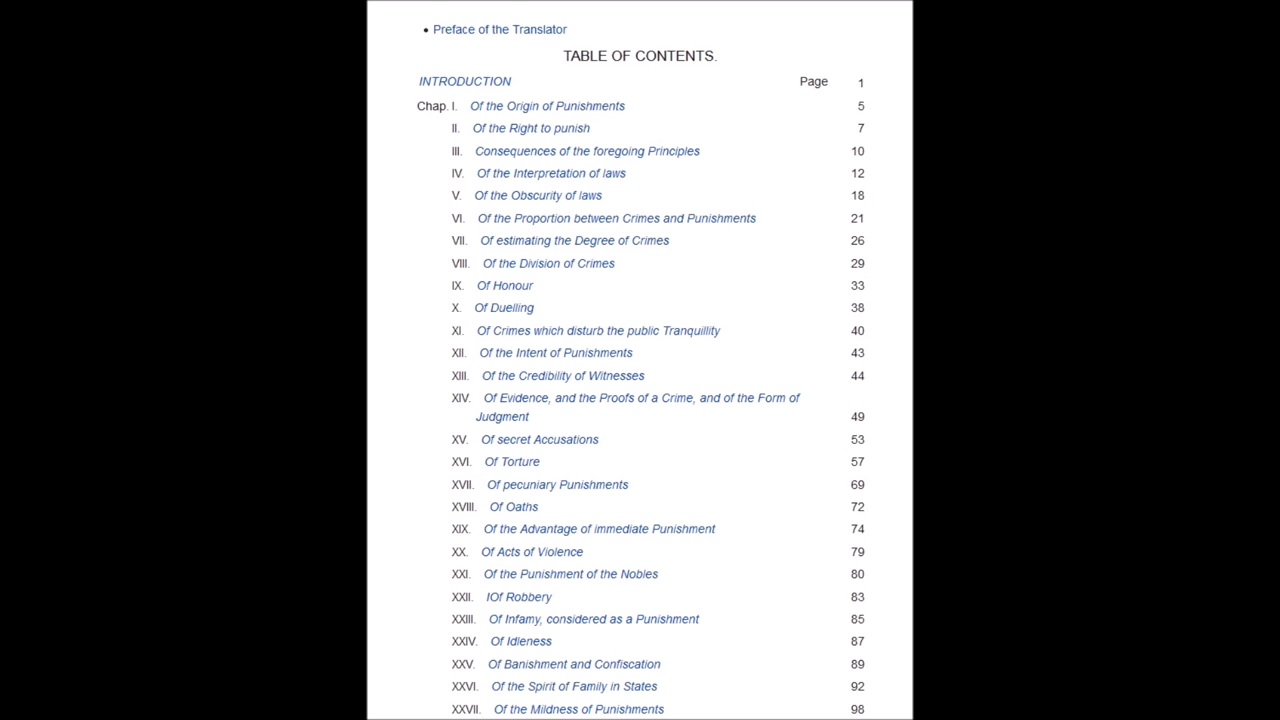 • Preface of the Translator
TABLE OF CONTENTS.
INTRODUCTION Page 1
Chap. I. Of the Origin of Punishments 5
II. Of the Right to punish 7
III. Consequences of the foregoing Principles 10
IV. Of the Interpretation of laws 12
V. Of the Obscurity of laws 18
VI. Of the Proportion between Crimes and Punishments 21
VII. Of estimating the Degree of Crimes 26
VIII. Of the Division of Crimes 29
IX. Of Honour 33
X. Of Duelling 38
XI. Of Crimes which disturb the public Tranquillity 40
XII. Of the Intent of Punishments 43
XIII. Of the Credibility of Witnesses 44
XIV. Of Evidence, and the Proofs of a Crime, and of the Form of
Judgment 49
XV. Of secret Accusations 53
XVI. Of Torture 57
XVII. Of pecuniary Punishments 69
XVIII. Of Oaths 72
XIX. Of the Advantage of immediate Punishment 74
XX. Of Acts of Violence 79
XXI. Of the Punishment of the Nobles 80
XXII. IOf Robbery 83
XXIII. Of Infamy, considered as a Punishment 85
XXIV. Of Idleness 87
XXV. Of Banishment and Confiscation 89
XXVI. Of the Spirit of Family in States 92
XXVII. Of the Mildness of Punishments 98